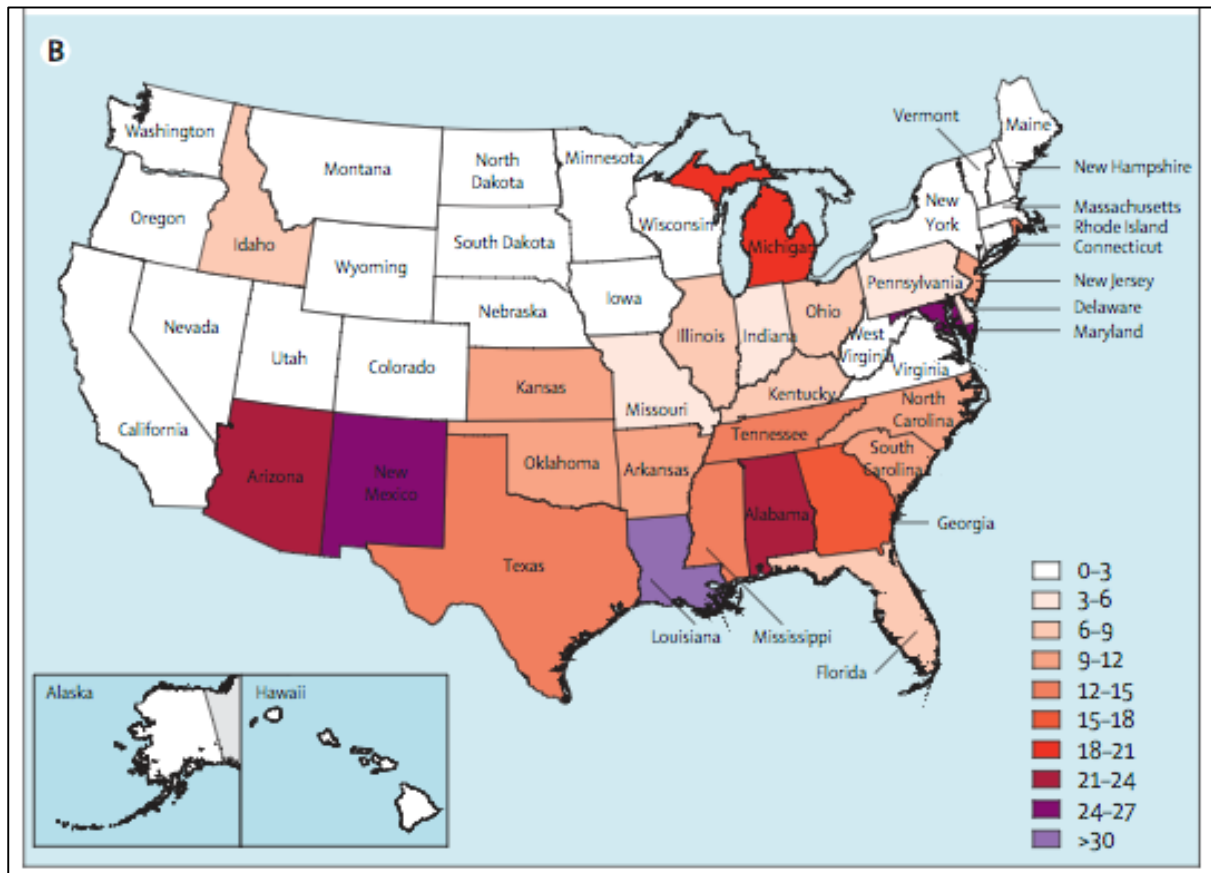 B
Washington
Montana
North
Dakota
Minnesota
Vermont
Maine
New Hampshire
Oregon
Idaho
Wyoming
South Dakota
Wisconsin
Michigan
New
York
Massachusetts
Rhode Island
Connecticut
Nevada
Utah
Colorado
Nebraska
Iowa
Illinois
Indiana
Ohio
Pennsylvania
New Jersey
Delaware
Maryland
West
Virginia
Virginia
California
Kansas
Missouri
Kentucky
Arizona
New
Mexico
Oklahoma
Arkansas
Tennessee
North
Carolina
South
Carolina
Texas
Alabama
Georgia
Louisiana
Mississippi
Florida
Alaska
Hawaii
0–3
3–6
6–9
9–12
12–15
15–18
18–21
21–24
24–27
>30